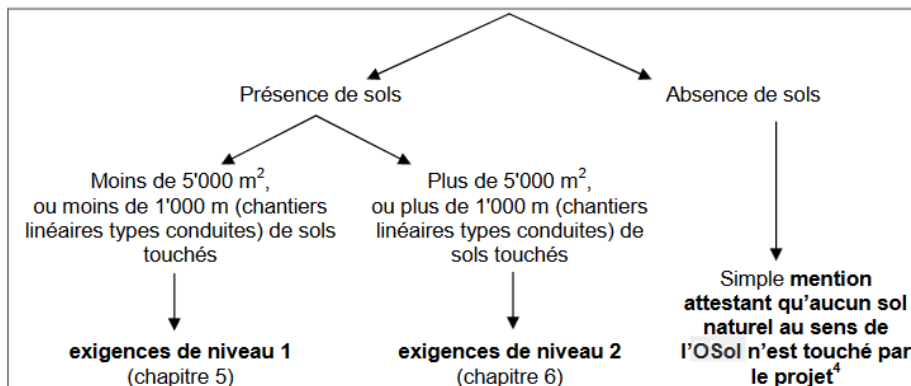 Présence de sols
Absence de sols
Moins de 5'000 m²,
ou moins de 1'000 m (chantiers
linéaires types conduites) de sols
touchés
Plus de 5'000 m²,
ou plus de 1'000 m (chantiers
linéaires types conduites) de
sols touchés
exigences de niveau 1
(chapitre 5)
exigences de niveau 2
(chapitre 6)
Simple mention
attestant qu’aucun sol
naturel au sens de
l’OSol n’est touché par
le projet⁴